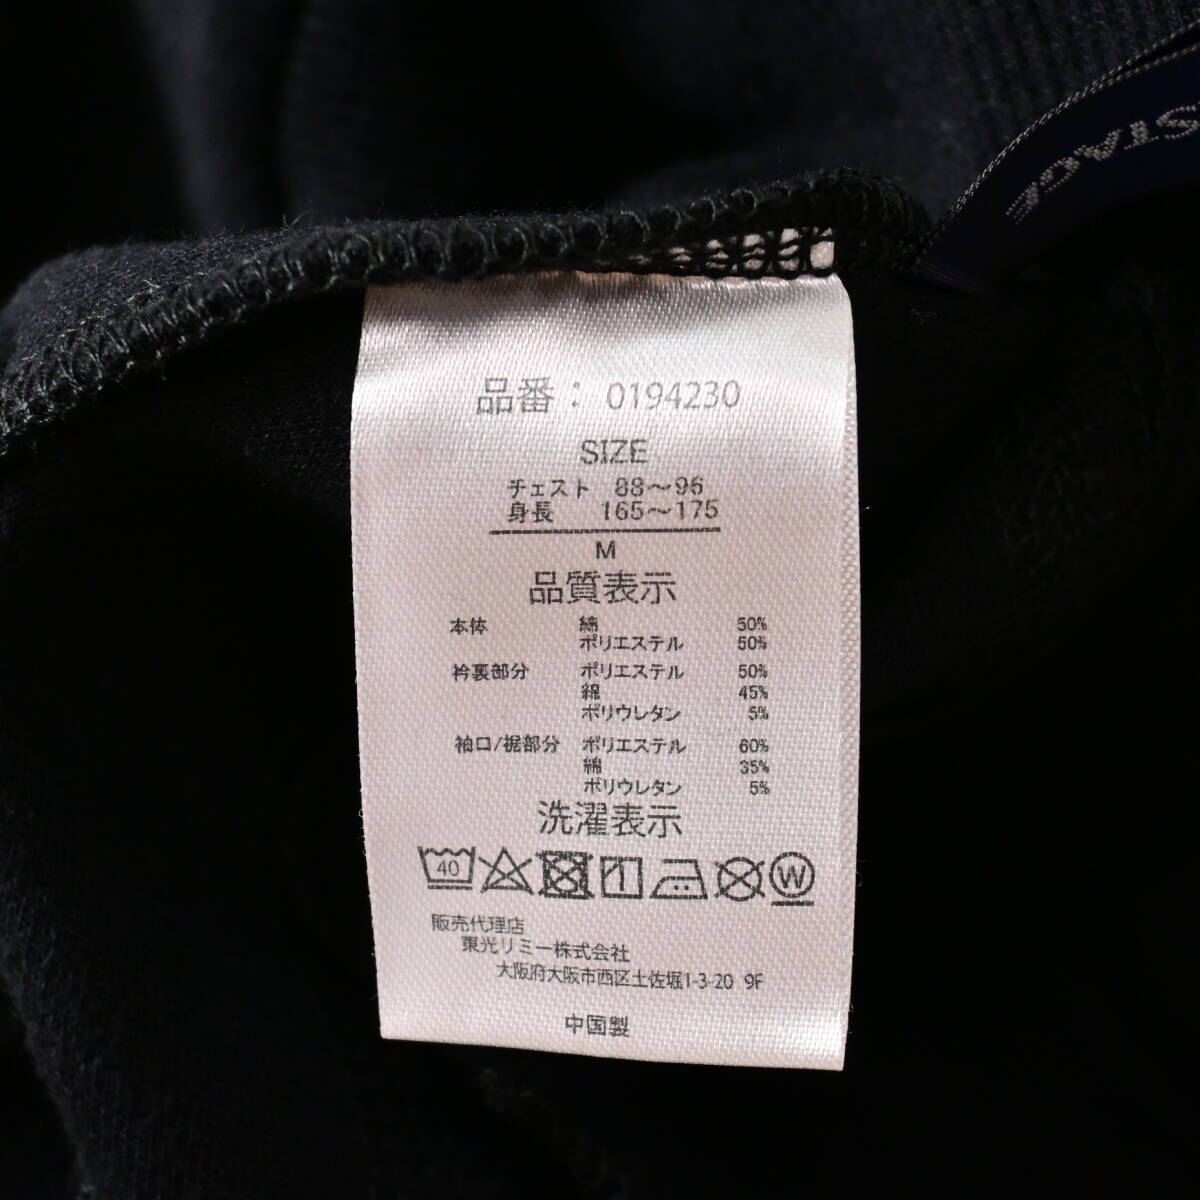 STAGE
品番： 0194230
SIZE
チェスト 88～96
身長 165～175
M
品質表示
本体 綿 50%
ポリエステル 50%
衿裏部分 ポリエステル 50%
綿 45%
ポリウレタン 5%
袖口/裾部分 ポリエステル 60%
綿 35%
ポリウレタン 5%
洗濯表示
40 W
販売代理店
東光リミー株式会社
大阪府大阪市西区土佐堀1-3-20 9F
中国製